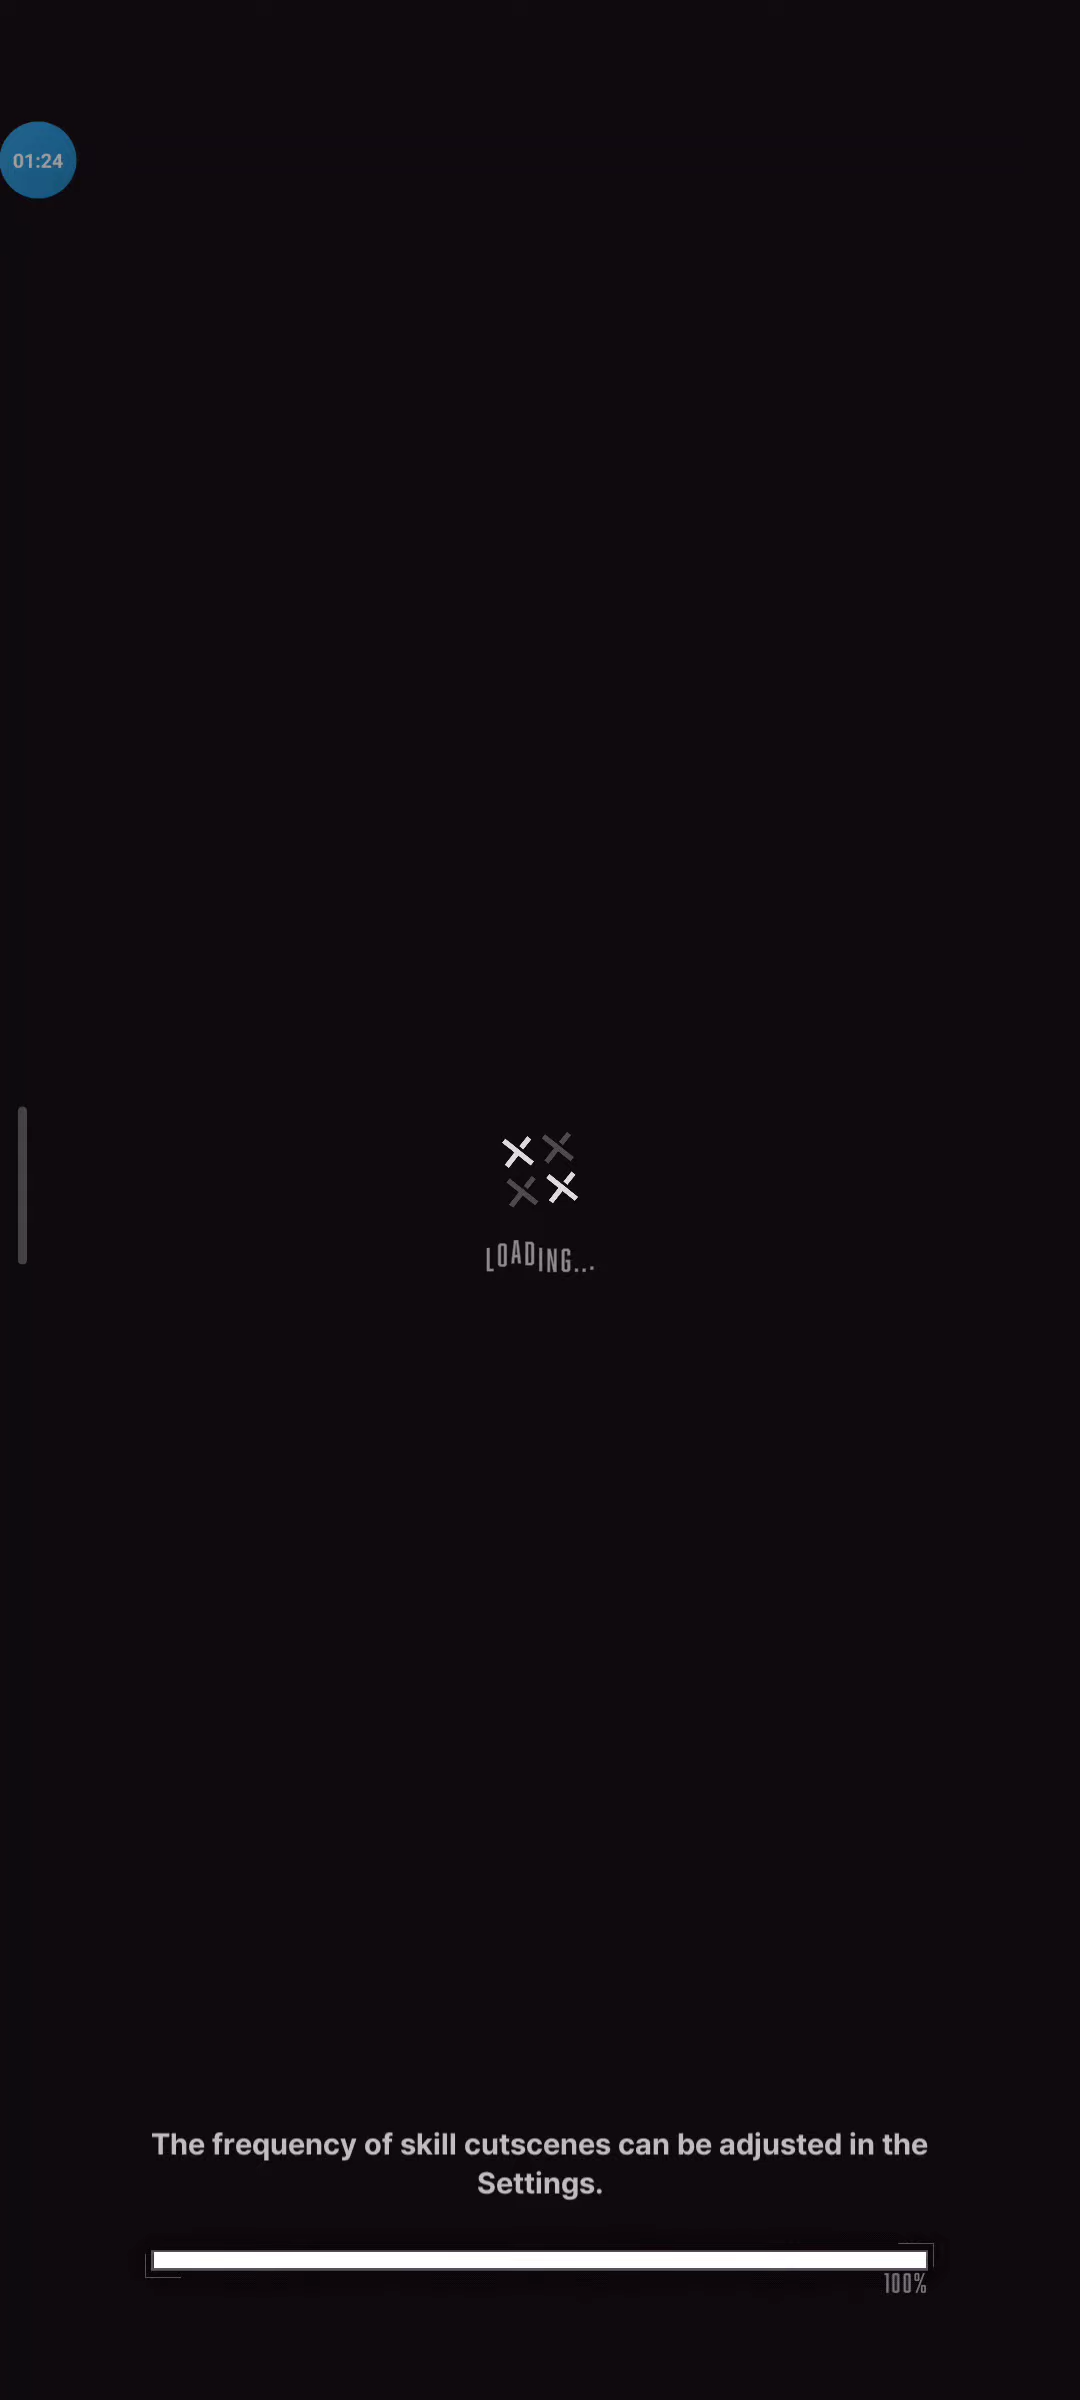 01:24
LOADING...
The frequency of skill cutscenes can be adjusted in the
Settings.
100%